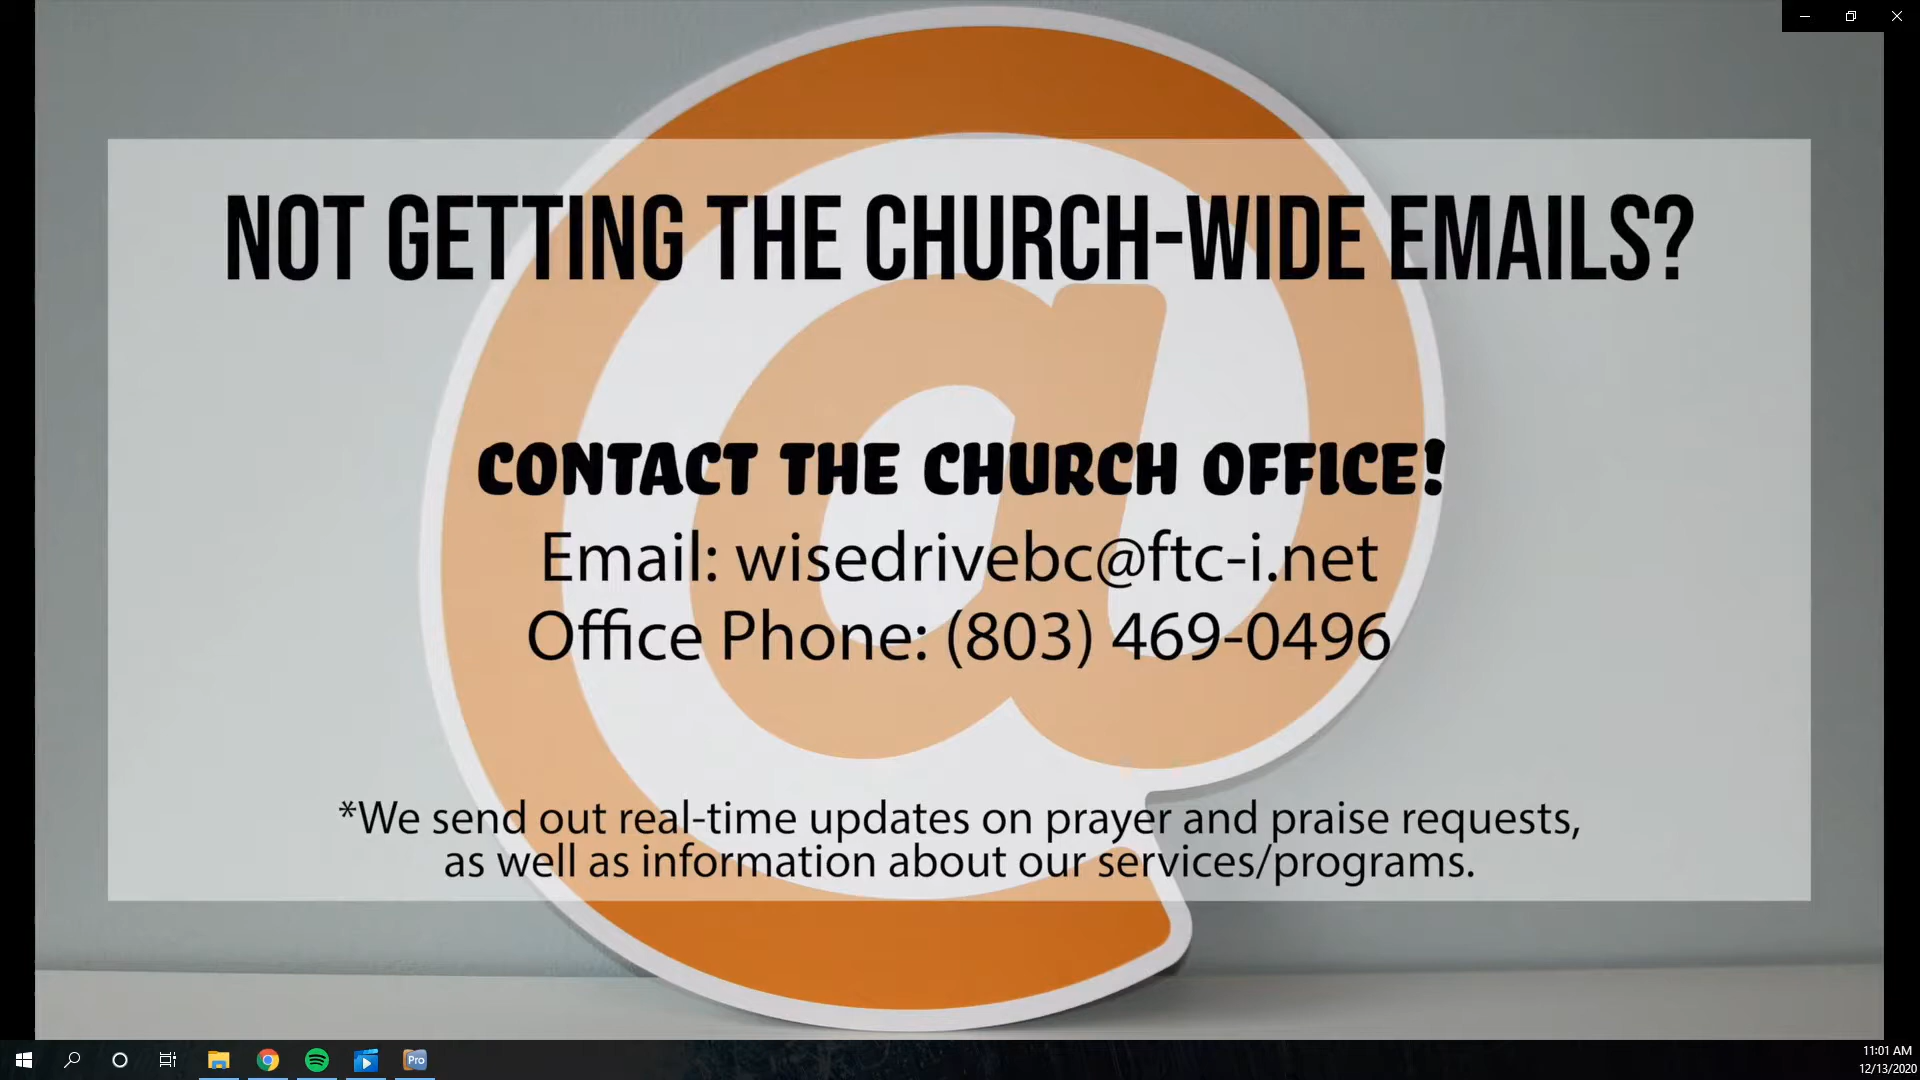 NOT GETTING THE CHURCH-WIDE EMAILS?
CONTACT THE CHURCH OFFICE!
Email: wisedrivebc@ftc-i.net
Office Phone: (803) 469-0496
*We send out real-time updates on prayer and praise requests,
as well as information about our services/programs.
Pro
11:01 AM
12/13/2020